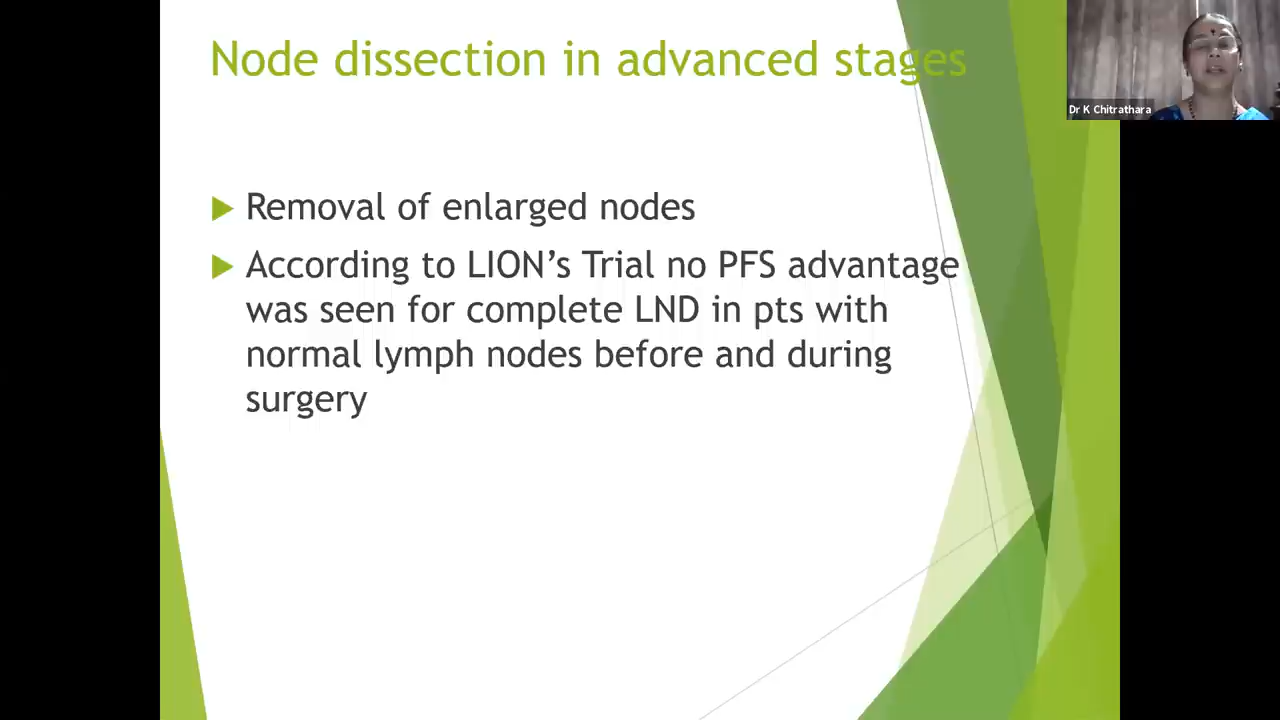 Node dissection in advanced stages
Dr K Chitrathara
Removal of enlarged nodes
According to LION’s Trial no PFS advantage
was seen for complete LND in pts with
normal lymph nodes before and during
surgery